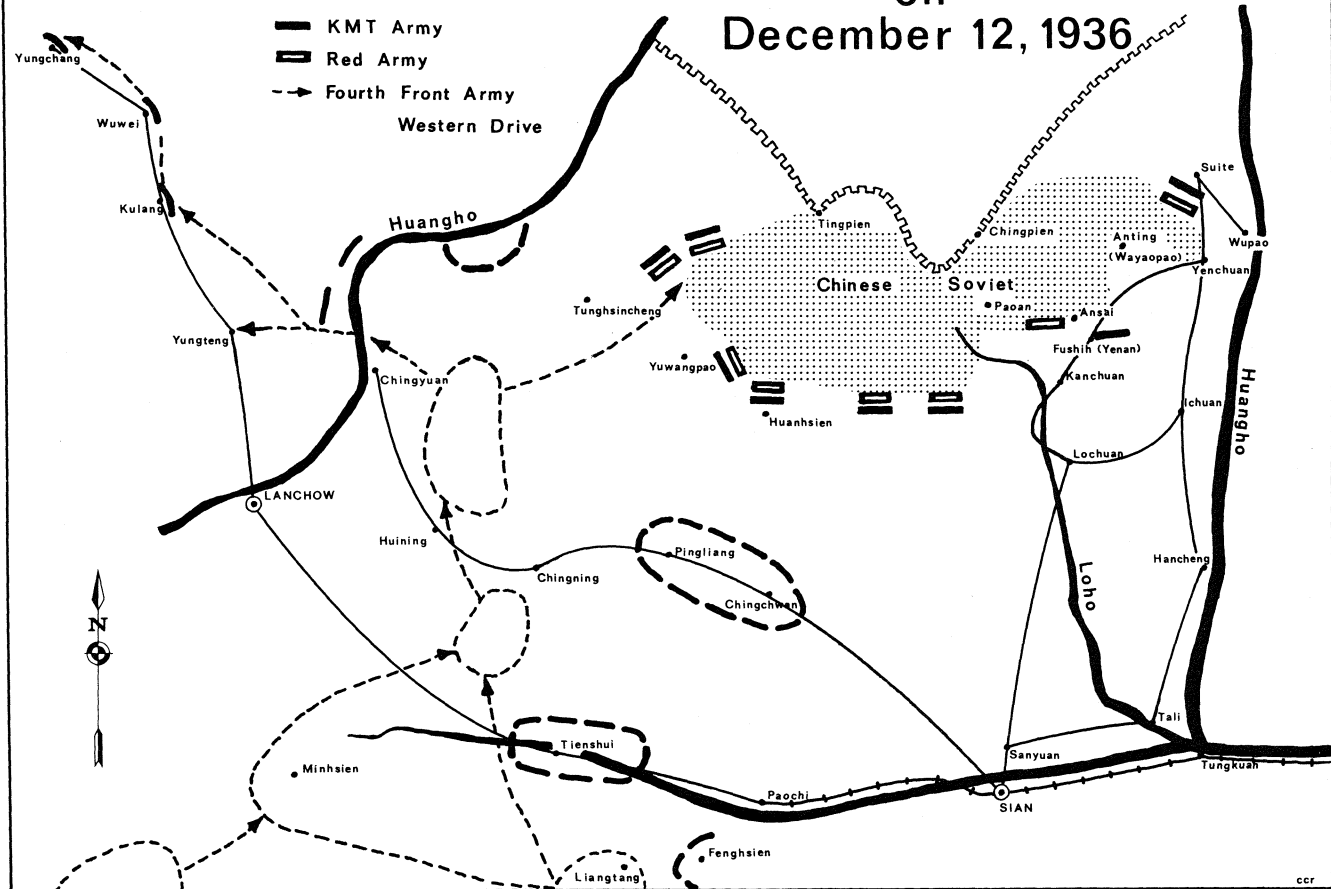 on
December 12, 1936
KMT Army
Red Army
Fourth Front Army
Western Drive
Yungchang
Wuwei
Kulang
Huangho
Yungteng
Chingyuan
LANCHOW
Huining
Chingning
Pingliang
Chingchwan
Tunghsincheng
Yuwangpao
Huanhsien
Tingpien
Chingpien
Chinese Soviet
Paoan
Anting
(Wayaopao)
Suite
Wupao
Yenchuan
Ansai
Fushih (Yenan)
Kanchuan
Ichuan
Huangho
Lochuan
Hancheng
Loho
Tali
Sanyuan
Tungkuan
SIAN
Paochi
Tienshui
Minhsien
Fenghsien
Liangtang
N
ccr